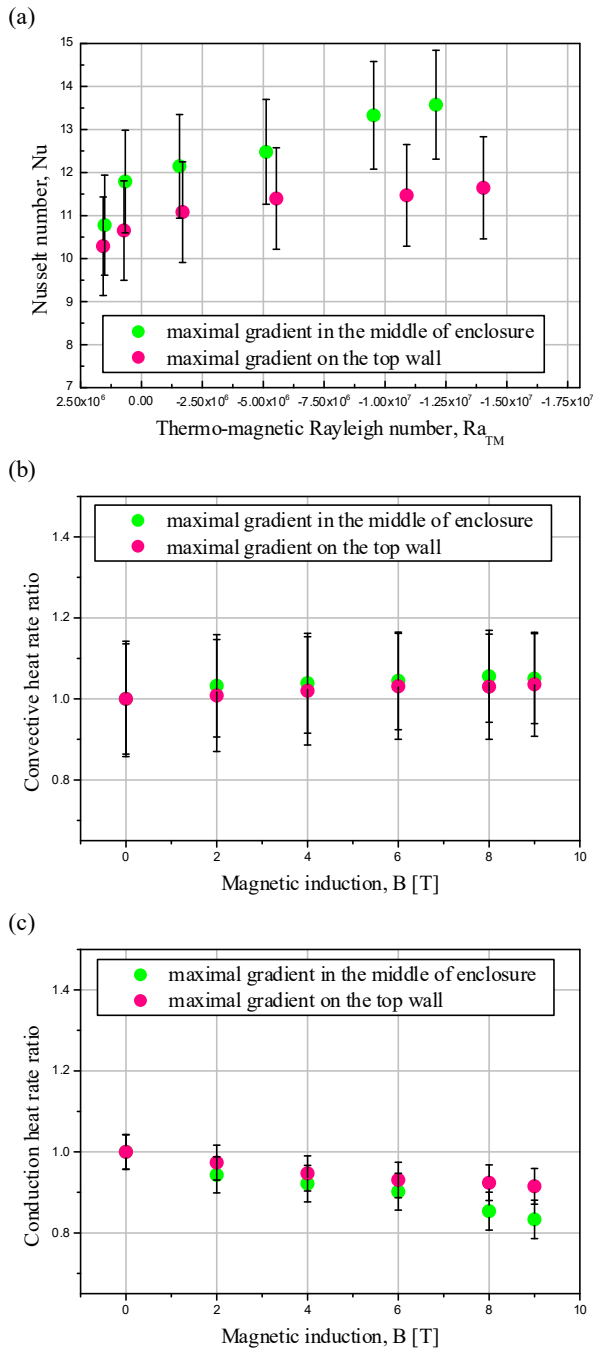 (a)
15
14
13
12
11
10
9
8
7
Nusselt number, Nu
maximal gradient in the middle of enclosure
maximal gradient on the top wall
2.50x10⁶ 0.00 -2.50x10⁶ -5.00x10⁶ -7.50x10⁶ -1.00x10⁷ -1.25x10⁷ -1.50x10⁷ -1.75x10⁷
Thermo-magnetic Rayleigh number, Ra_TM
(b)
maximal gradient in the middle of enclosure
maximal gradient on the top wall
1.4
1.2
1.0
0.8
Convective heat rate ratio
0 2 4 6 8 10
Magnetic induction, B [T]
(c)
maximal gradient in the middle of enclosure
maximal gradient on the top wall
1.4
1.2
1.0
0.8
Conduction heat rate ratio
0 2 4 6 8 10
Magnetic induction, B [T]